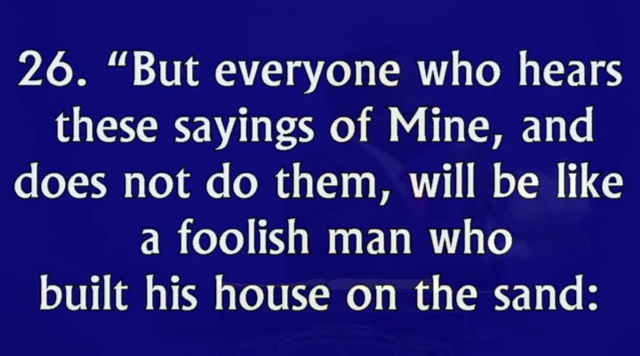 26. “But everyone who hears
these sayings of Mine, and
does not do them, will be like
a foolish man who
built his house on the sand: